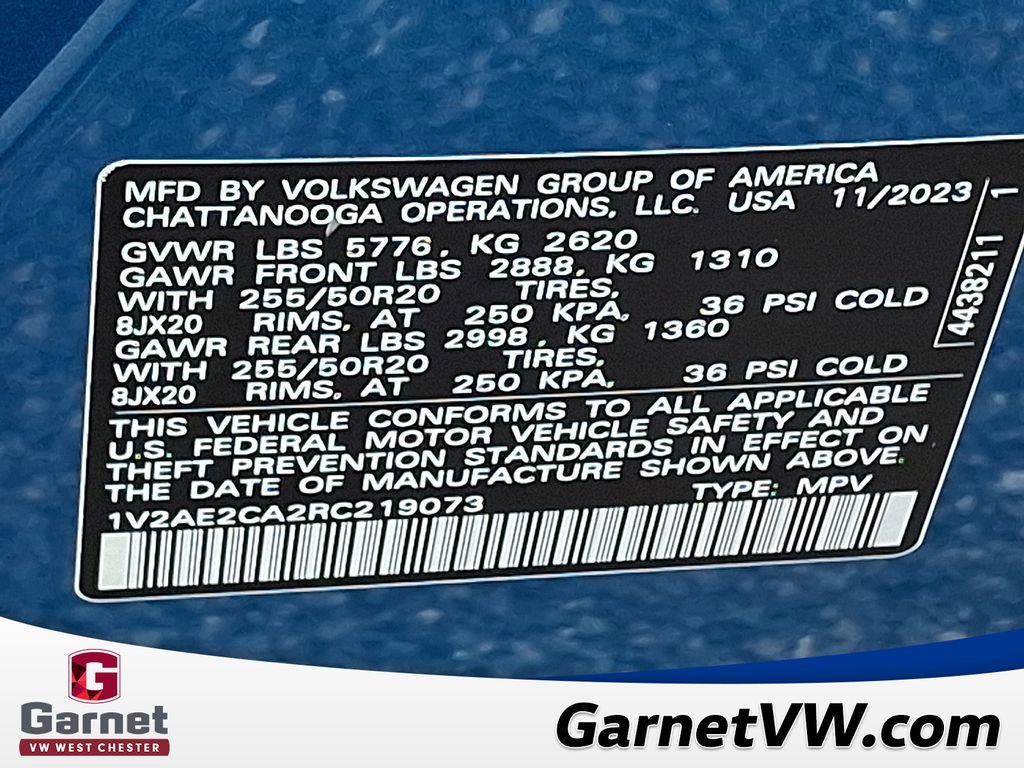 MFD BY VOLKSWAGEN GROUP OF AMERICA
CHATTANOOGA OPERATIONS, LLC. USA 11/2023
GVWR LBS 5776, KG 2620
GAWR FRONT LBS 2888, KG 1310
WITH 255/50R20 TIRES,
8JX20 RIMS, AT 250 KPA, 36 PSI COLD
GAWR REAR LBS 2998, KG 1360
WITH 255/50R20 TIRES,
8JX20 RIMS, AT 250 KPA, 36 PSI COLD
THIS VEHICLE CONFORMS TO ALL APPLICABLE
U.S. FEDERAL MOTOR VEHICLE SAFETY AND
THEFT PREVENTION STANDARDS IN EFFECT ON
THE DATE OF MANUFACTURE SHOWN ABOVE.
1V2AE2CA2RC219073 TYPE: MPV
4438211 1
G
Garnet
VW WEST CHESTER
GarnetVW.com